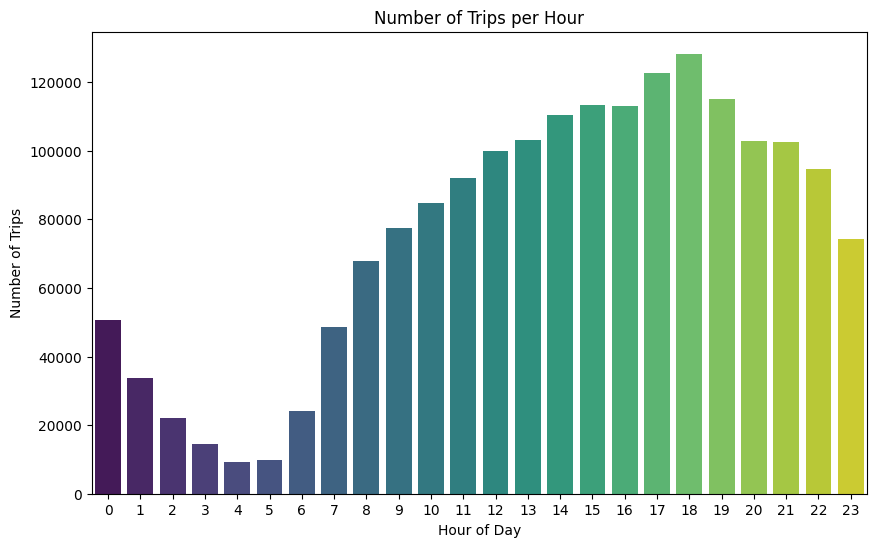 Number of Trips per Hour
Number of Trips
120000
100000
80000
60000
40000
20000
0
0 1 2 3 4 5 6 7 8 9 10 11 12 13 14 15 16 17 18 19 20 21 22 23
Hour of Day